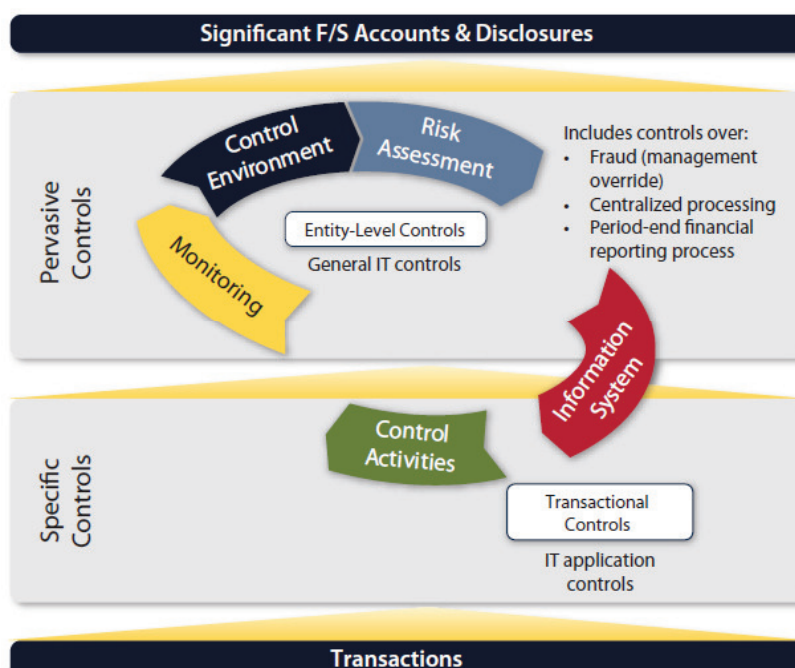 Significant F/S Accounts & Disclosures
Pervasive
Controls
Control
Environment
Risk
Assessment
Monitoring
Entity-Level Controls
General IT controls
Includes controls over:
• Fraud (management
override)
• Centralized processing
• Period-end financial
reporting process
Information
System
Specific
Controls
Control
Activities
Transactional
Controls
IT application
controls
Transactions